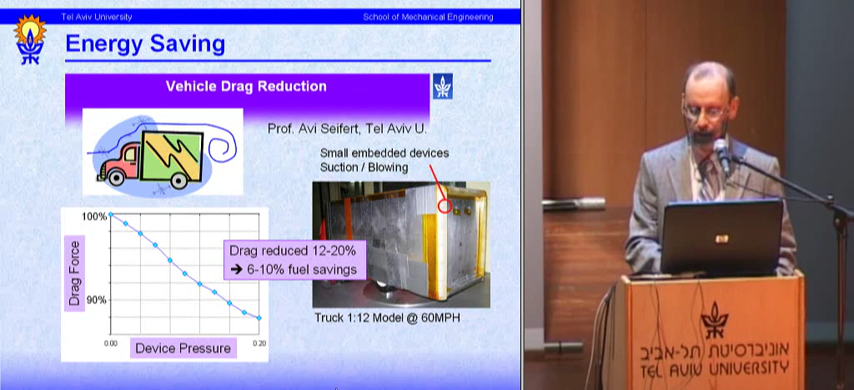 Tel Aviv University
School of Mechanical Engineering
Energy Saving
Vehicle Drag Reduction
Prof. Avi Seifert, Tel Aviv U.
Small embedded devices
Suction / Blowing
100%
Drag Force
90%
Drag reduced 12-20%
➔ 6-10% fuel savings
0.00
0.20
Device Pressure
Truck 1:12 Model @ 60MPH
hp
אוניברסיטת תל-אביב
TEL AVIV UNIVERSITY